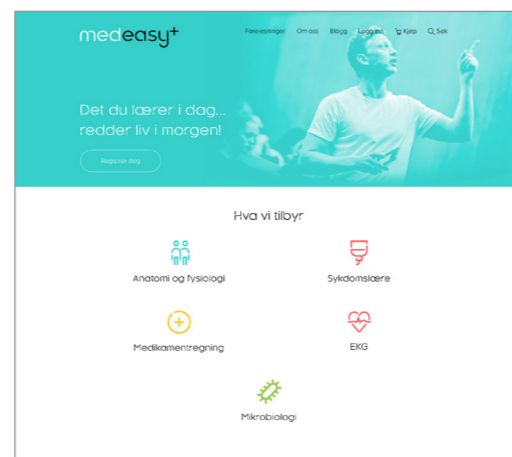 medeasy+
Forelesninger Om oss Blogg Logg inn Kjøp Søk
Det du lærer i dag...
redder liv i morgen!
Registrer deg
Hva vi tilbyr
Anatomi og fysiologi Sykdomslære
Medikamentregning EKG
Mikrobiologi